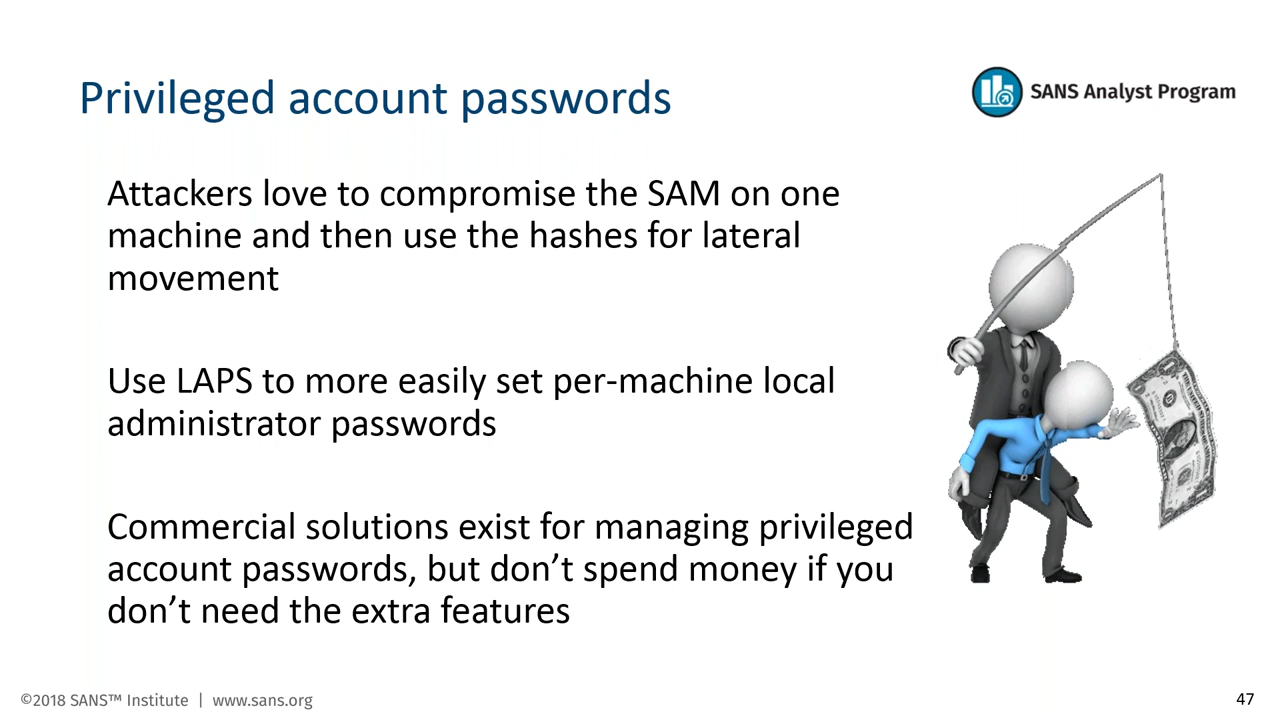 Privileged account passwords
SANS Analyst Program
Attackers love to compromise the SAM on one
machine and then use the hashes for lateral
movement
Use LAPS to more easily set per-machine local
administrator passwords
Commercial solutions exist for managing privileged
account passwords, but don’t spend money if you
don’t need the extra features
©2018 SANS™ Institute | www.sans.org
47